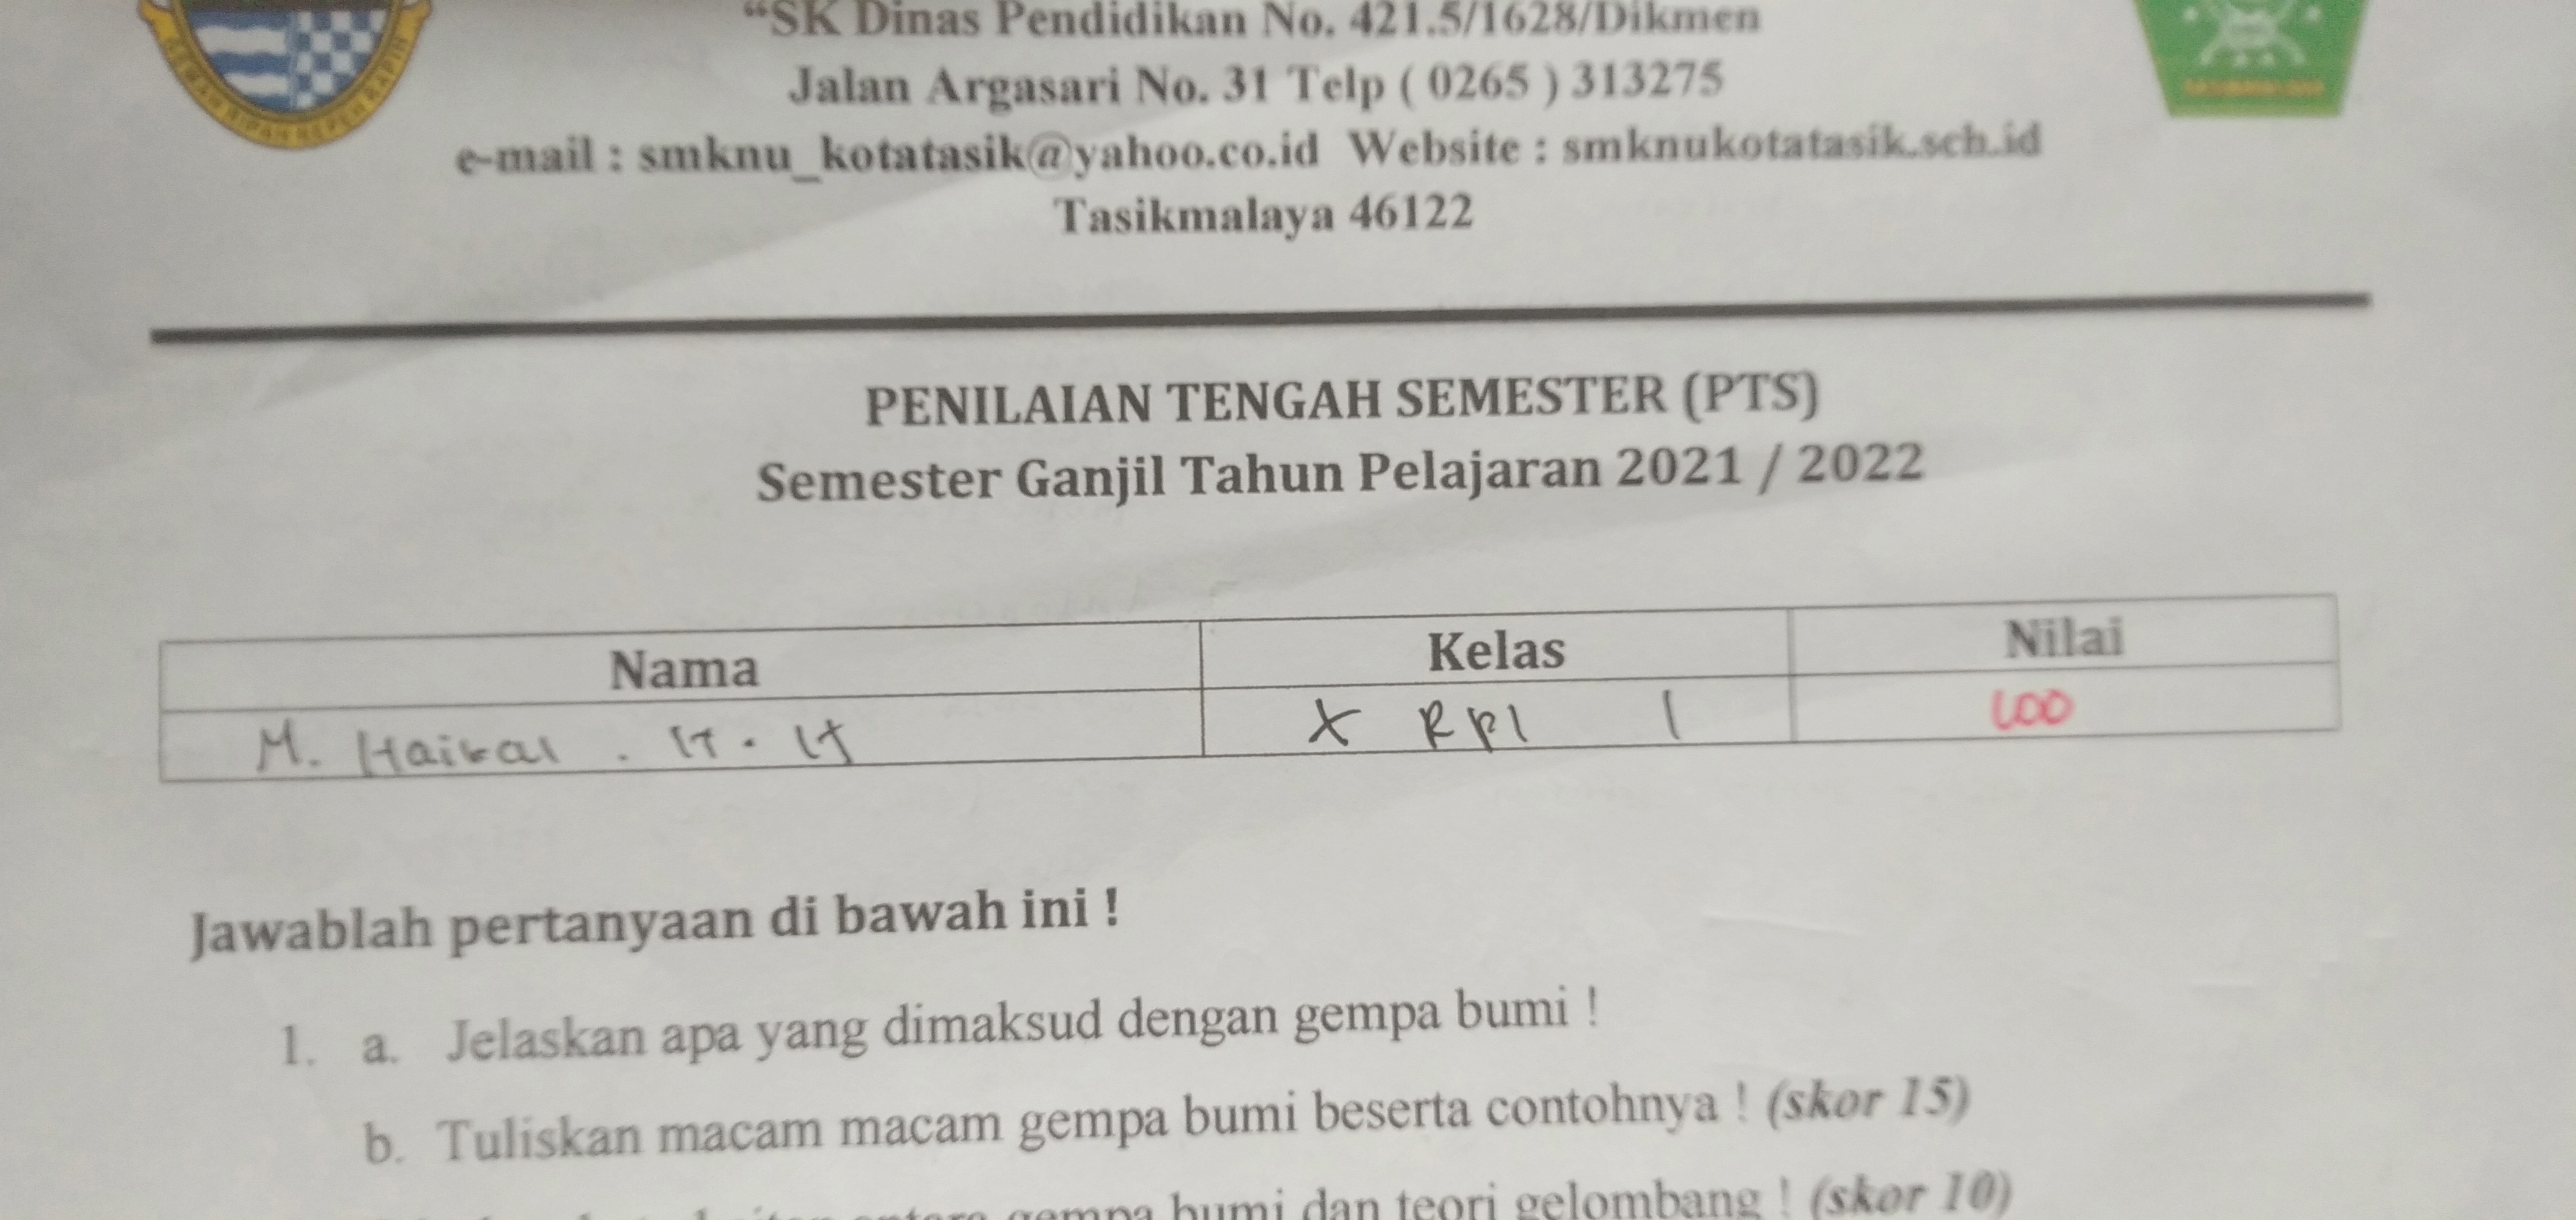 “SK Dinas Pendidikan No. 421.5/1628/Dikmen
Jalan Argasari No. 31 Telp ( 0265 ) 313275
e-mail : smknu_kotatasik@yahoo.co.id Website : smknukotatasik.sch.id
Tasikmalaya 46122
PENILAIAN TENGAH SEMESTER (PTS)
Semester Ganjil Tahun Pelajaran 2021 / 2022
Nama Kelas Nilai
M. Haikal . H . H X RPl 1 100
Jawablah pertanyaan di bawah ini !
1. a. Jelaskan apa yang dimaksud dengan gempa bumi !
b. Tuliskan macam macam gempa bumi beserta contohnya ! (skor 15)
gempa bumi dan teori gelombang ! (skor 10)